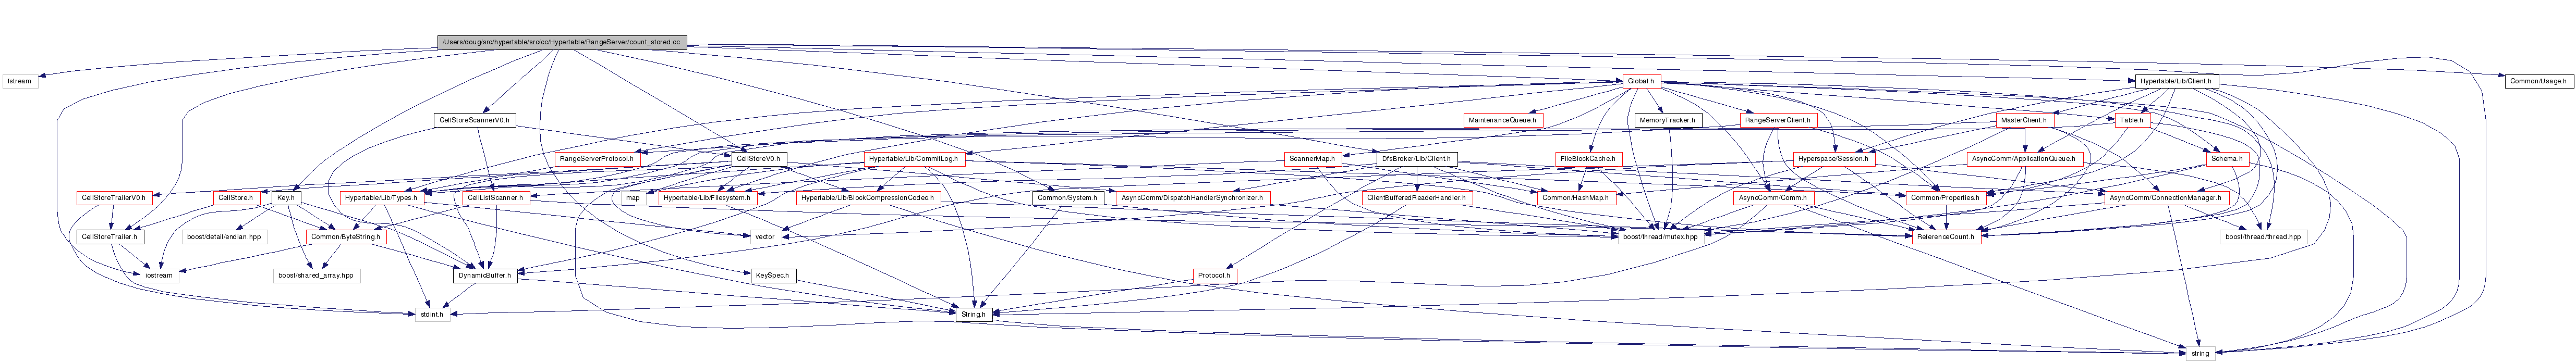 /Users/doug/src/hypertable/src/cc/Hypertable/RangeServer/count_stored.cc
fstream
Global.h
Hypertable/Lib/Client.h
Common/Usage.h
CellStoreScannerV0.h
MaintenanceQueue.h
MemoryTracker.h
RangeServerClient.h
MasterClient.h
Table.h
RangeServerProtocol.h
CellStoreV0.h
Hypertable/Lib/CommitLog.h
ScannerMap.h
DfsBroker/Lib/Client.h
FileBlockCache.h
Hyperspace/Session.h
AsyncComm/ApplicationQueue.h
Schema.h
CellStoreTrailerV0.h
CellStore.h
Key.h
Hypertable/Lib/Types.h
CellListScanner.h
map
Hypertable/Lib/Filesystem.h
Hypertable/Lib/BlockCompressionCodec.h
Common/System.h
AsyncComm/DispatchHandlerSynchronizer.h
ClientBufferedReaderHandler.h
Common/HashMap.h
AsyncComm/Comm.h
Common/Properties.h
AsyncComm/ConnectionManager.h
CellStoreTrailer.h
boost/detail/endian.hpp
Common/ByteString.h
vector
boost/thread/mutex.hpp
ReferenceCount.h
boost/thread/thread.hpp
iostream
boost/shared_array.hpp
DynamicBuffer.h
KeySpec.h
Protocol.h
stdint.h
String.h
string